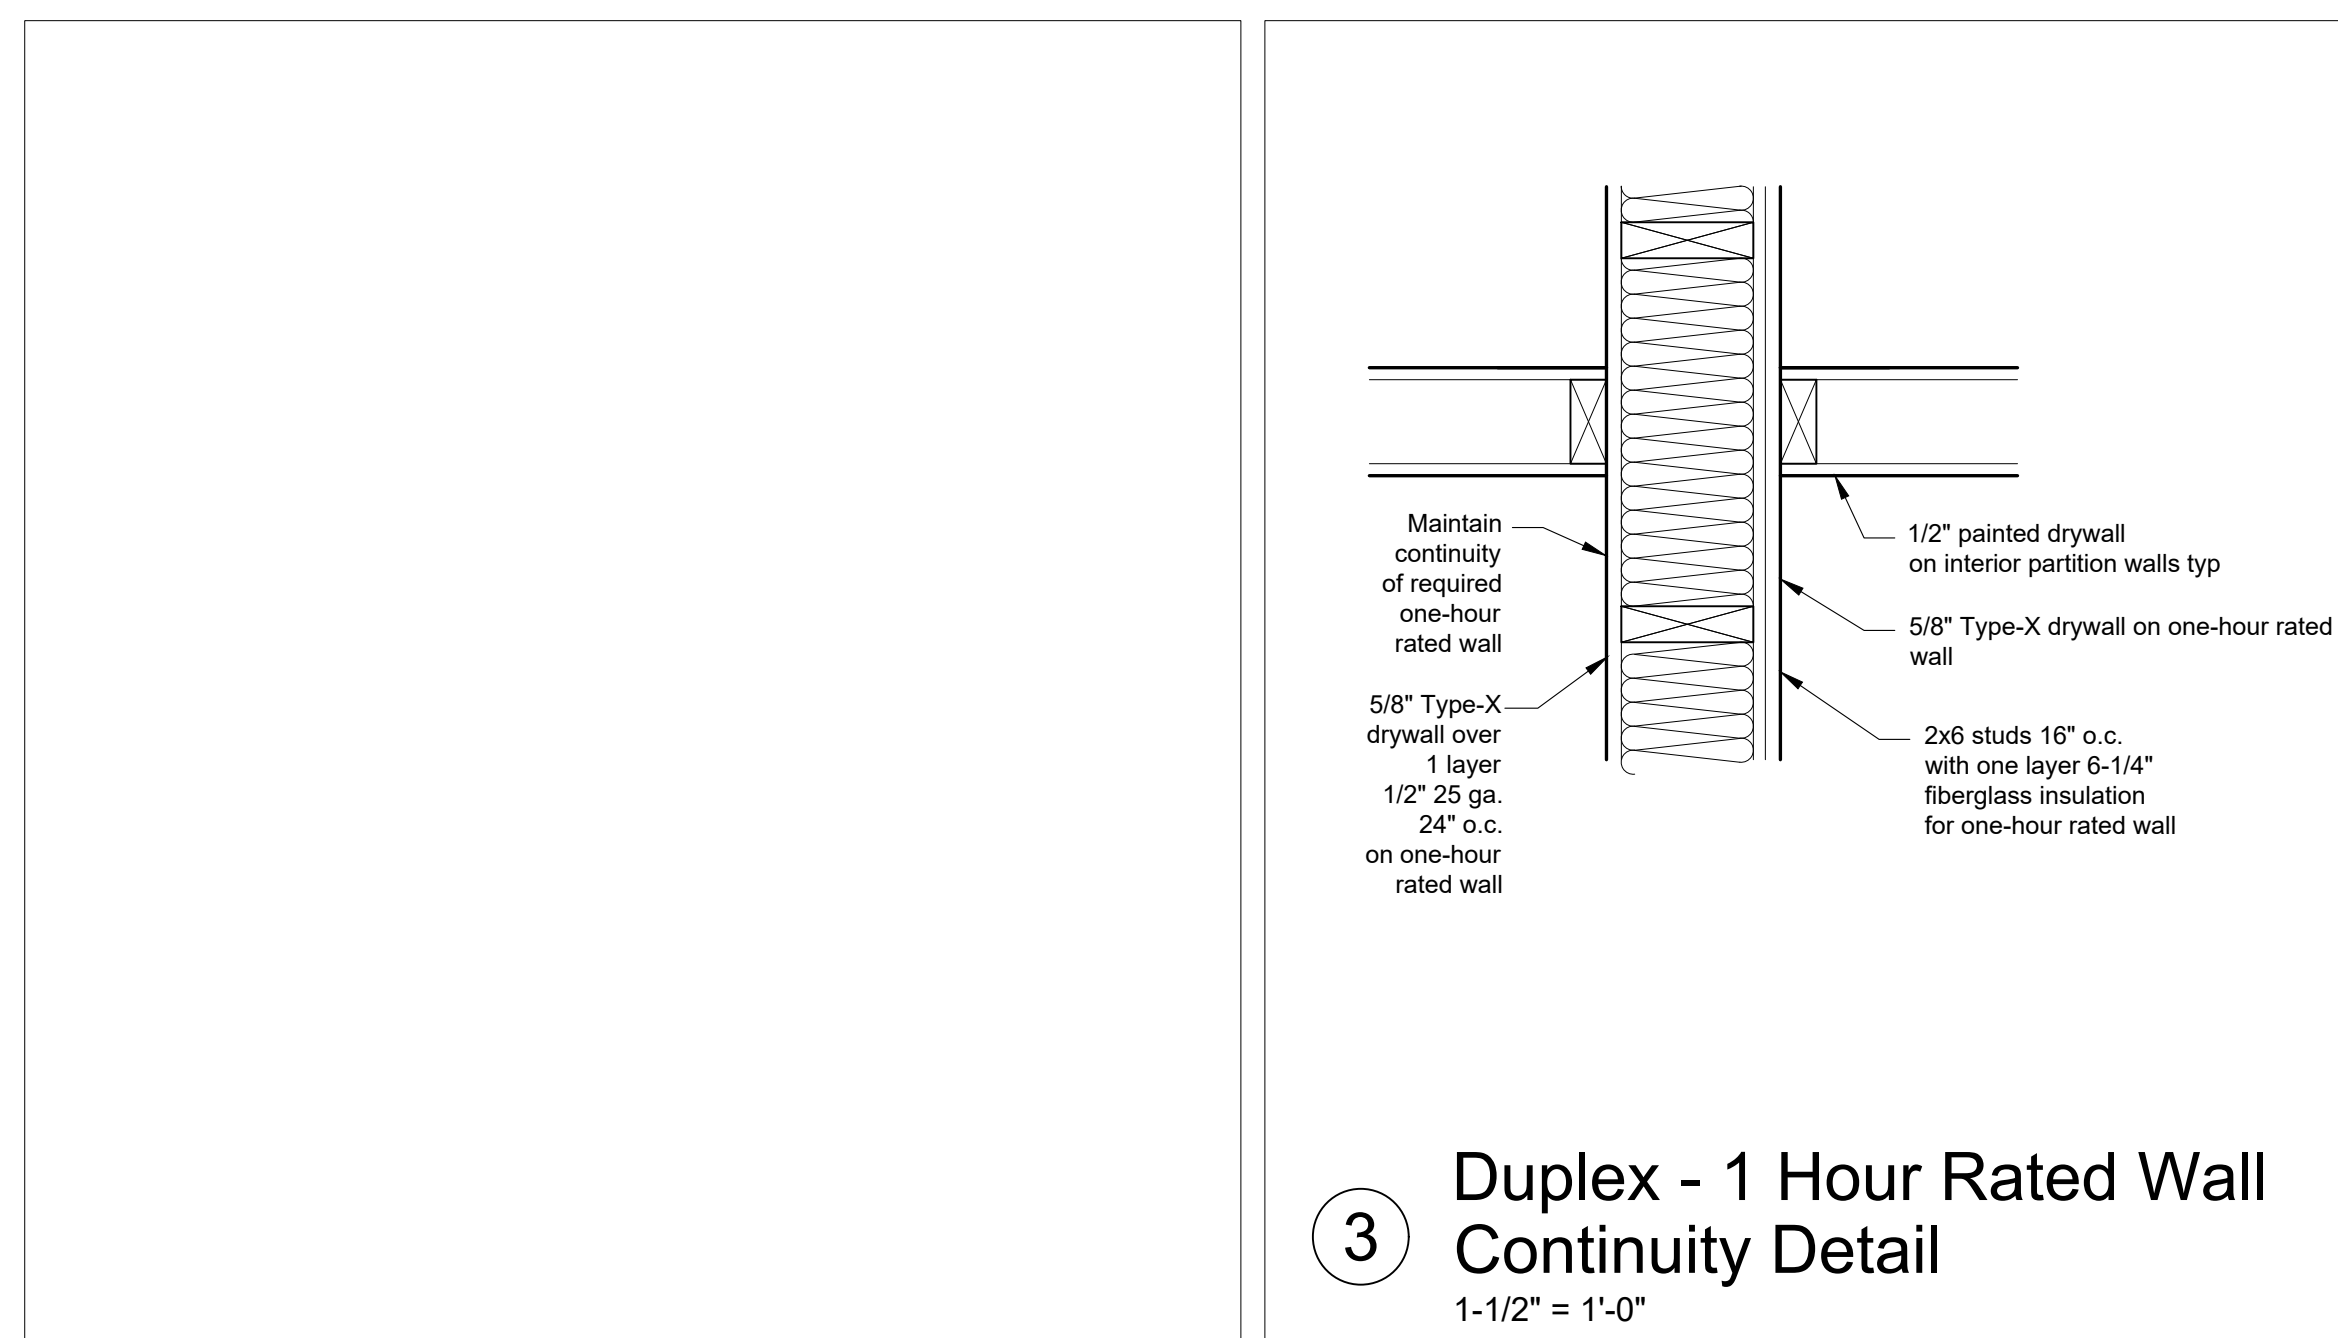 Maintain
continuity
of required
one-hour
rated wall
5/8" Type-X
drywall over
1 layer
1/2" 25 ga.
24" o.c.
on one-hour
rated wall
1/2" painted drywall
on interior partition walls typ
5/8" Type-X drywall on one-hour rated
wall
2x6 studs 16" o.c.
with one layer 6-1/4"
fiberglass insulation
for one-hour rated wall
3
Duplex - 1 Hour Rated Wall
Continuity Detail
1-1/2" = 1'-0"